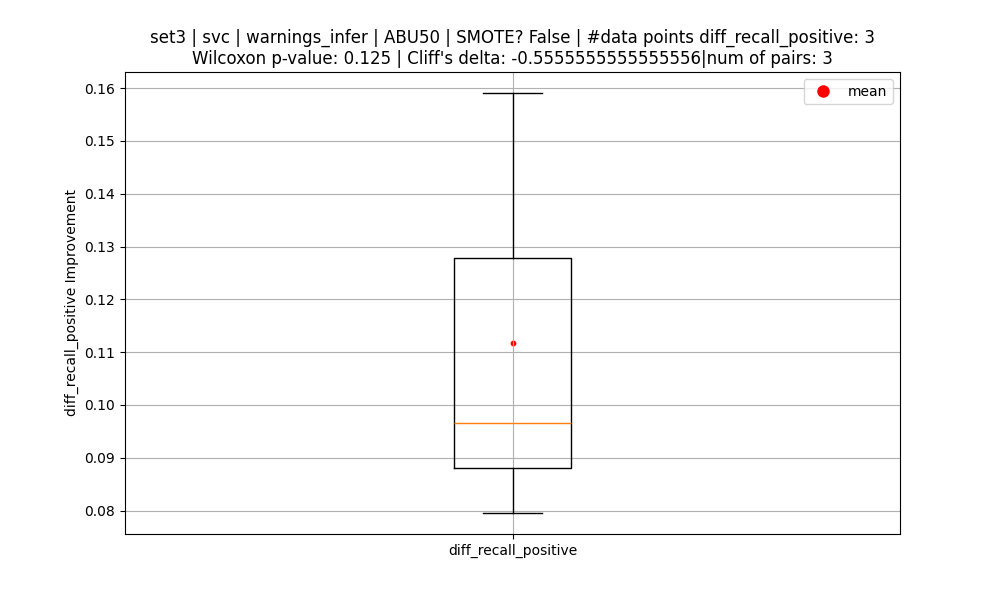 set3 | svc | warnings_infer | ABU50 | SMOTE? False | #data points diff_recall_positive: 3
Wilcoxon p-value: 0.125 | Cliff's delta: -0.5555555555555556|num of pairs: 3
mean
0.16
0.15
0.14
0.13
0.12
0.11
0.10
0.09
0.08
diff_recall_positive Improvement
diff_recall_positive